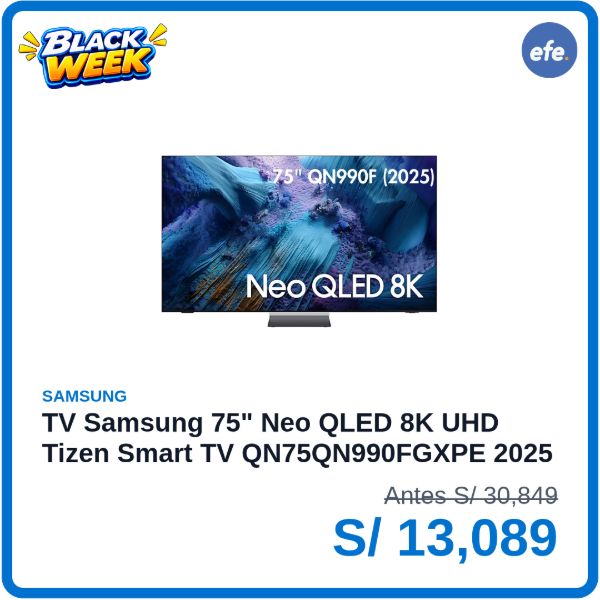 BLACK
WEEK
efe.
75" QN990F (2025)
Neo QLED 8K
SAMSUNG
TV Samsung 75" Neo QLED 8K UHD
Tizen Smart TV QN75QN990FGXPE 2025
Antes S/ 30,849
S/ 13,089